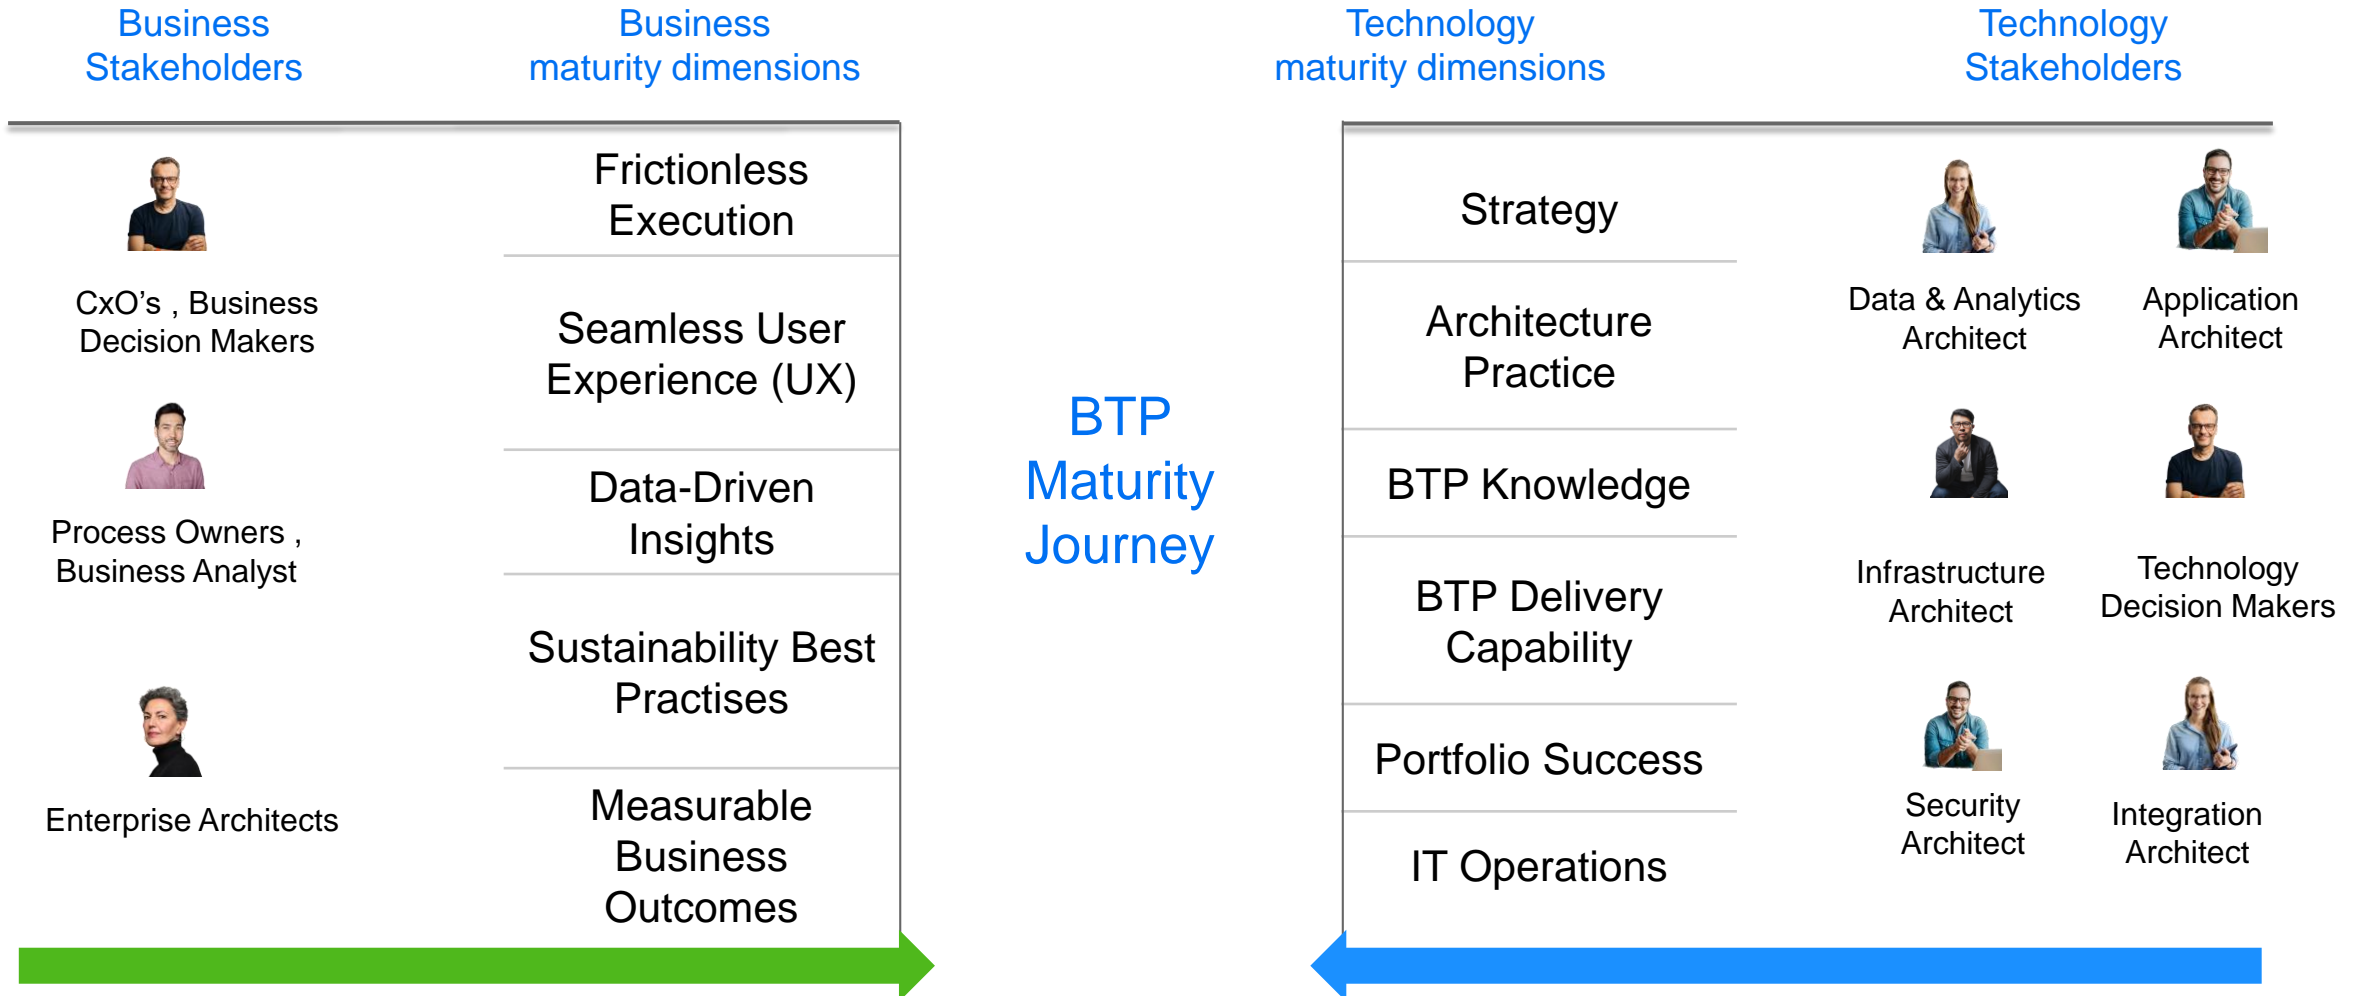 Business
Stakeholders
Business
maturity dimensions
Technology
maturity dimensions
Technology
Stakeholders
CxO’s , Business
Decision Makers
Process Owners ,
Business Analyst
Enterprise Architects
Frictionless
Execution
Seamless User
Experience (UX)
Data-Driven
Insights
Sustainability Best
Practises
Measurable
Business
Outcomes
BTP
Maturity
Journey
Strategy
Architecture
Practice
BTP Knowledge
BTP Delivery
Capability
Portfolio Success
IT Operations
Data & Analytics
Architect
Application
Architect
Infrastructure
Architect
Technology
Decision Makers
Security
Architect
Integration
Architect